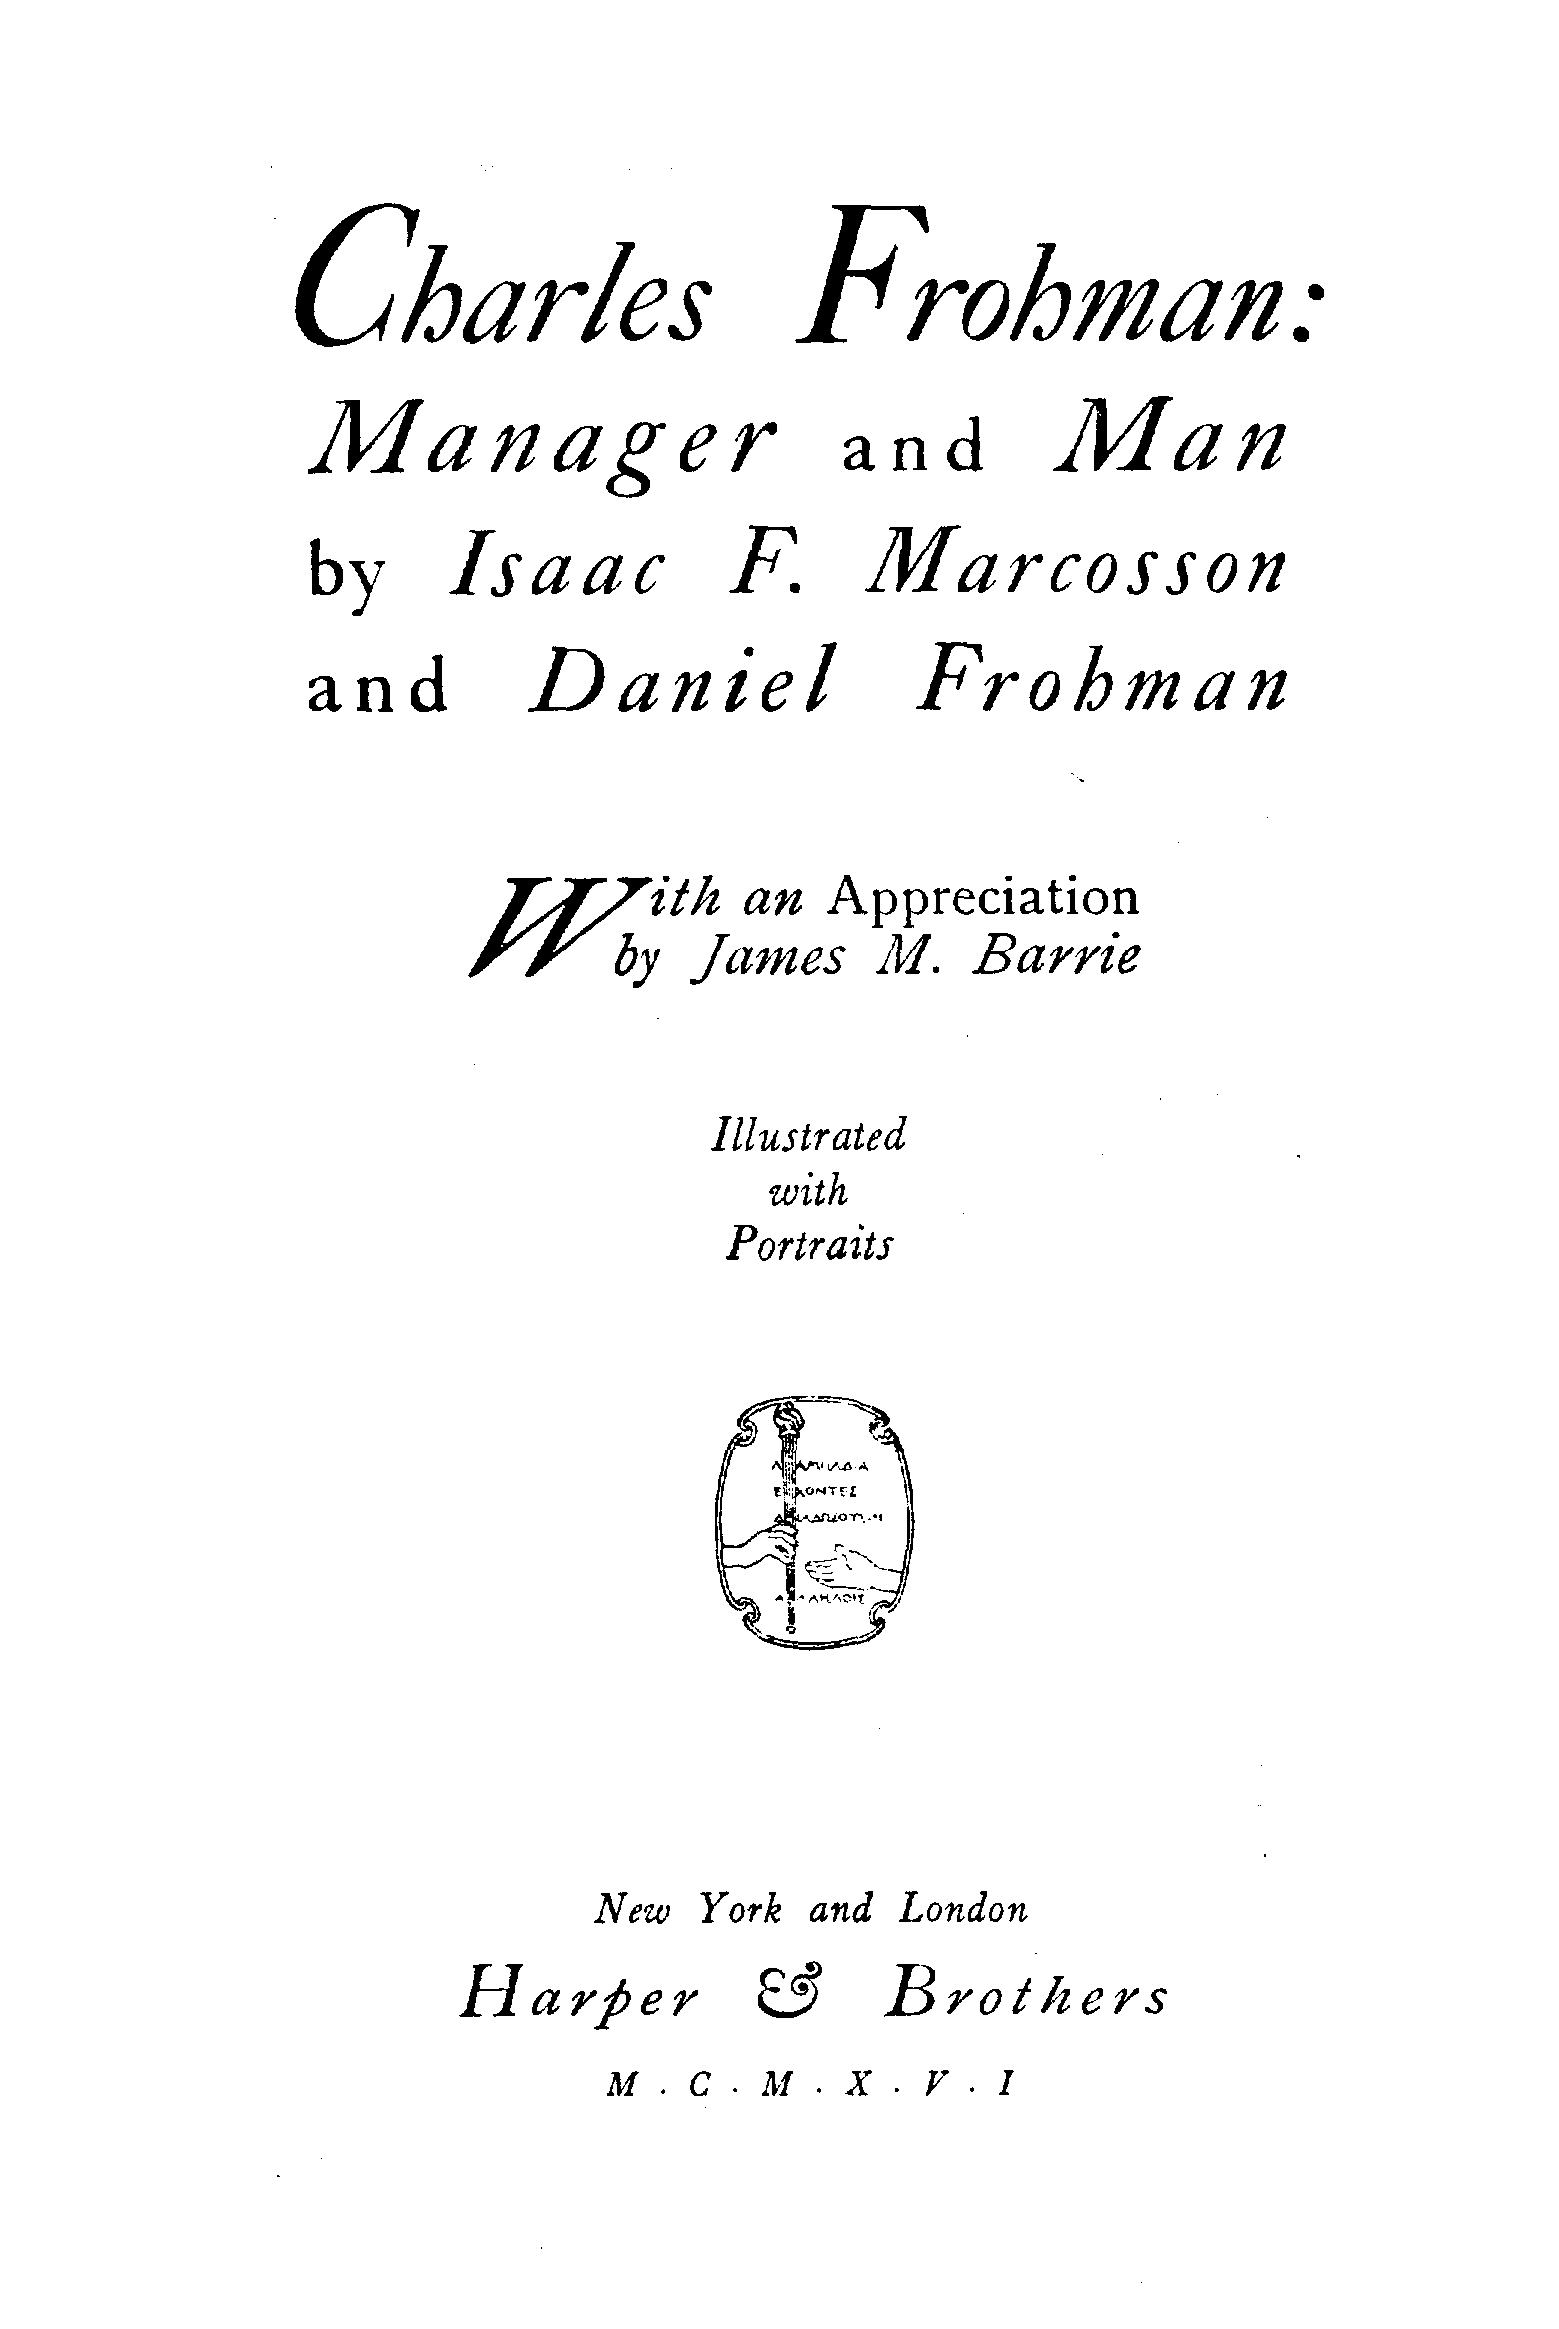 Charles Frohman:
Manager and Man
by Isaac F. Marcosson
and Daniel Frohman
With an Appreciation
by James M. Barrie
Illustrated
with
Portraits
New York and London
Harper & Brothers
M . C . M . X . V . I